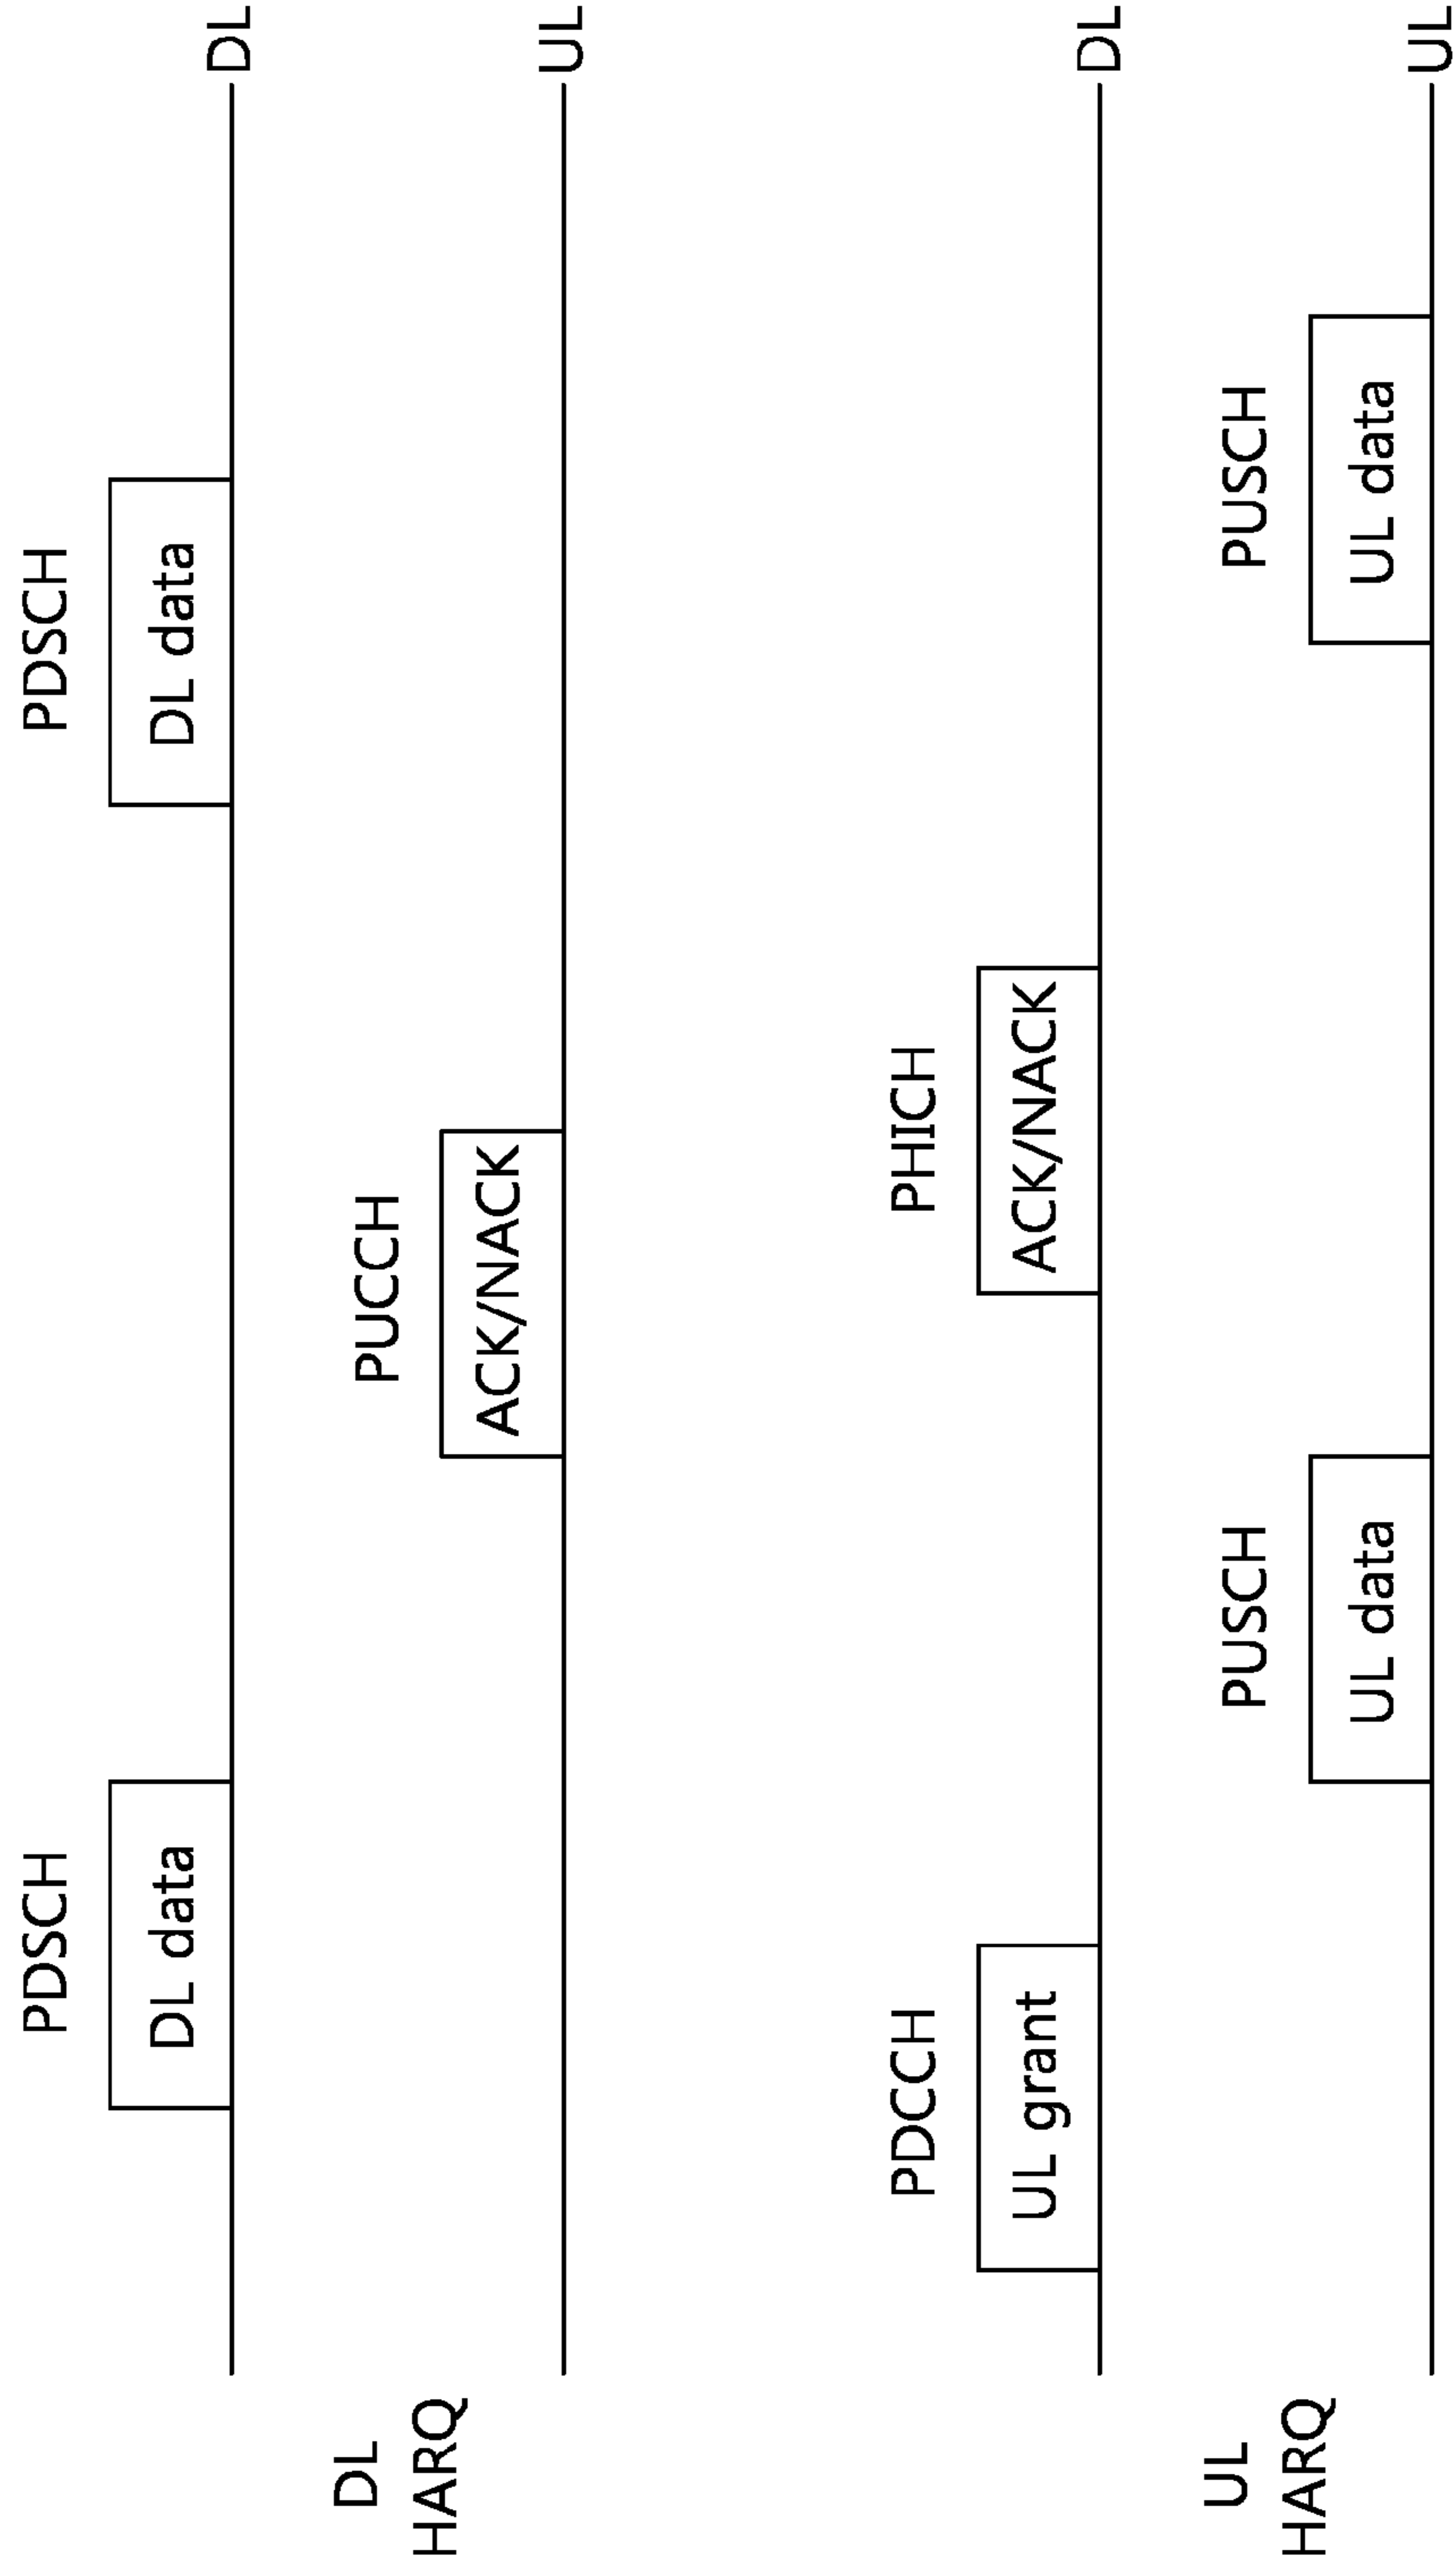 PDSCH
PDSCH
DL data
DL data
DL
DL
HARQ
PUCCH
ACK/NACK
UL
PDCCH
PHICH
UL grant
ACK/NACK
DL
UL
HARQ
PUSCH
PUSCH
UL data
UL data
UL